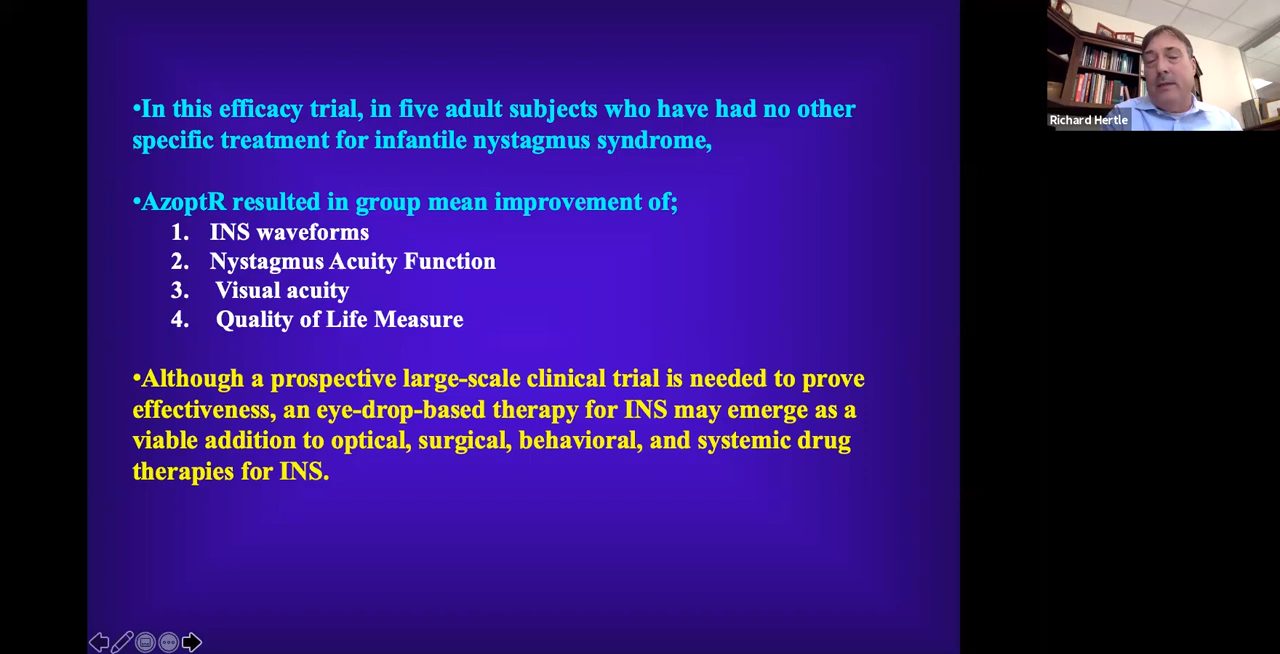 •In this efficacy trial, in five adult subjects who have had no other
specific treatment for infantile nystagmus syndrome,
•AzoptR resulted in group mean improvement of;
1. INS waveforms
2. Nystagmus Acuity Function
3. Visual acuity
4. Quality of Life Measure
•Although a prospective large-scale clinical trial is needed to prove
effectiveness, an eye-drop-based therapy for INS may emerge as a
viable addition to optical, surgical, behavioral, and systemic drug
therapies for INS.
Richard Hertle